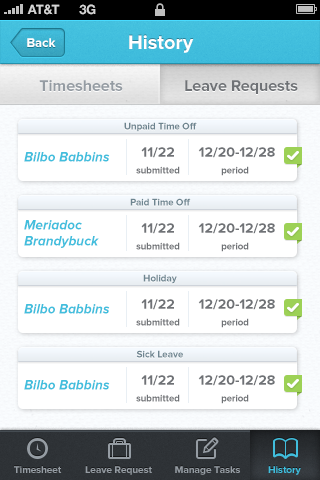 AT&T 3G
Back
History
Timesheets Leave Requests
Unpaid Time Off
Bilbo Babbins 11/22 12/20-12/28
submitted period
Paid Time Off
Meriadoc 11/22 12/20-12/28
Brandybuck submitted period
Holiday
Bilbo Babbins 11/22 12/20-12/28
submitted period
Sick Leave
Bilbo Babbins 11/22 12/20-12/28
submitted period
Timesheet Leave Request Manage Tasks History